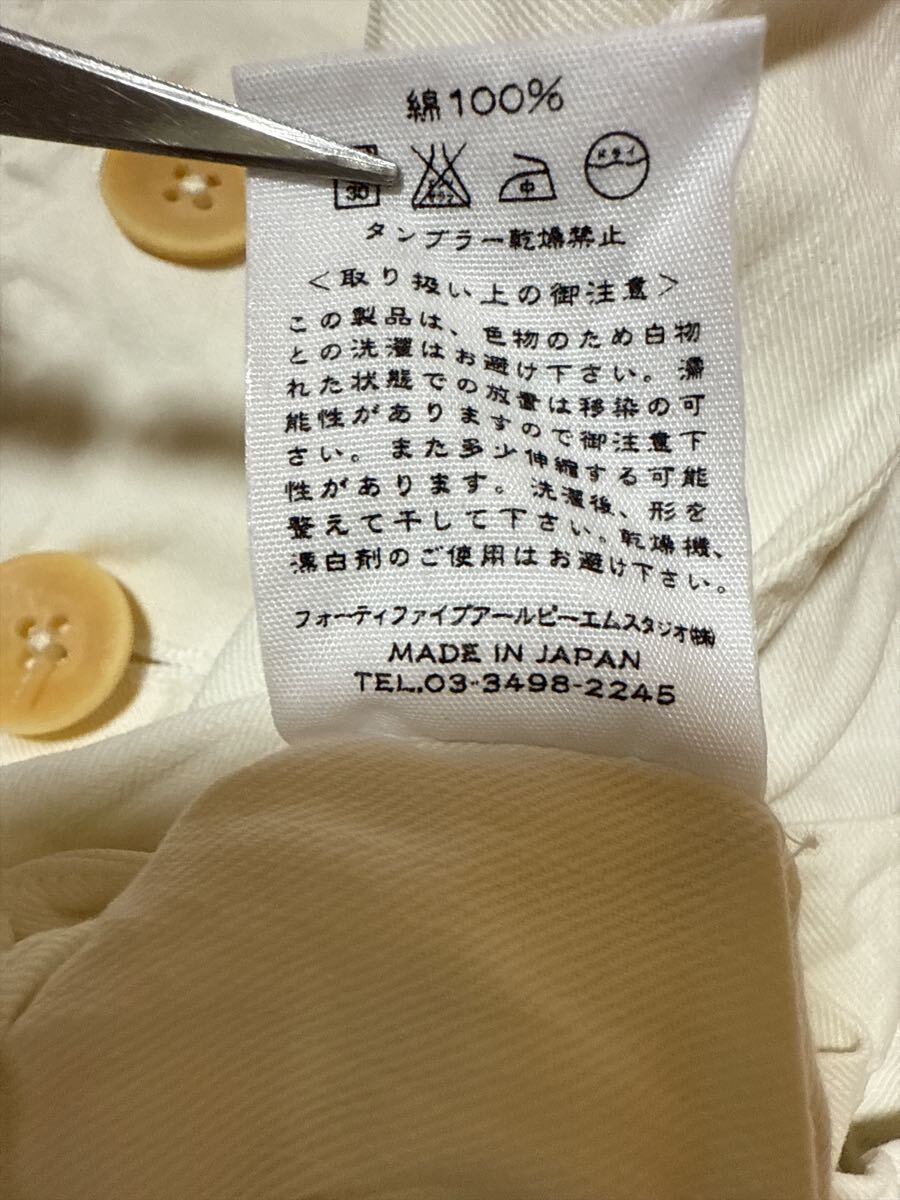 綿100%
30 中 ドライ
タンブラー乾燥禁止
<取り扱い上の御注意>
この製品は、色物のため白物
との洗濯はお避け下さい。濡
れた状態での放置は移染の可
能性がありますので御注意下
さい。また多少伸縮する可能
性があります。洗濯後、形を
整えて干して下さい。乾燥機、
漂白剤のご使用はお避け下さい。
フォーティファイブアールピーエムスタジオ㈱
MADE IN JAPAN
TEL.03-3498-2245